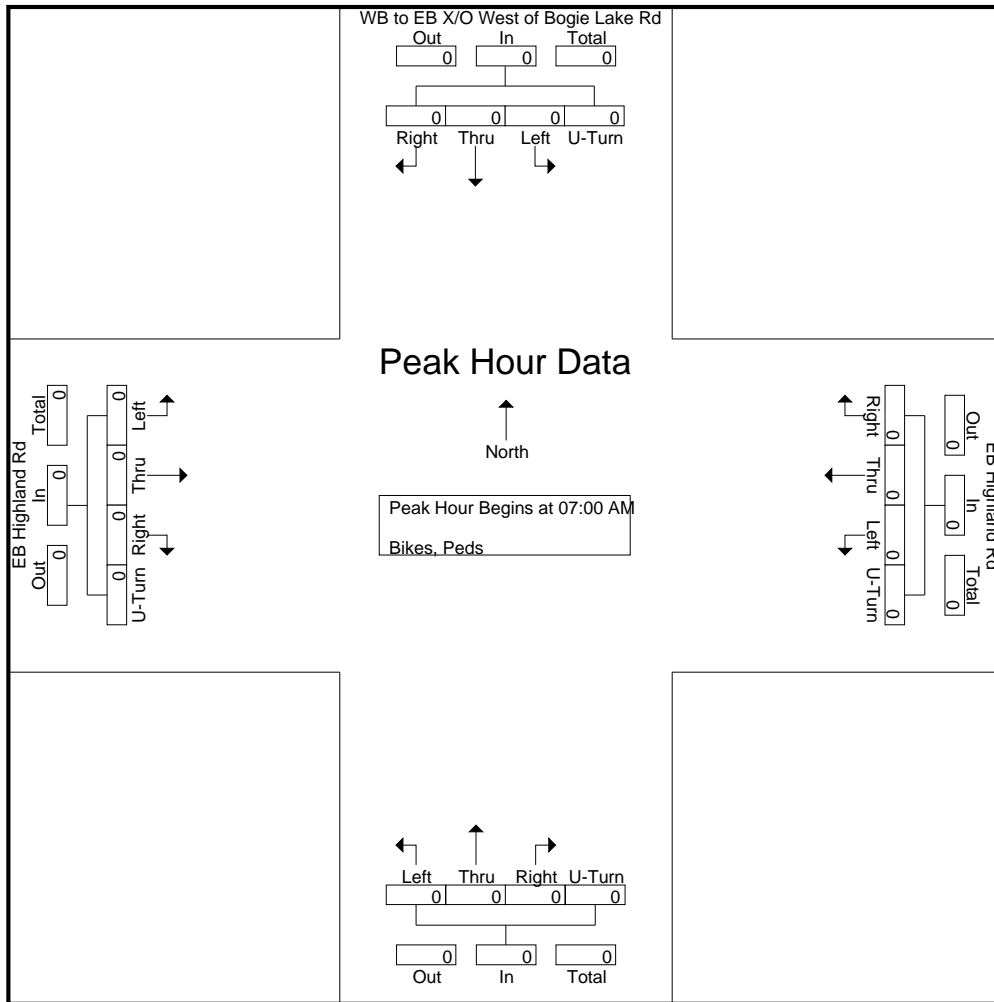 WB to EB X/O West of Bogie Lake Rd
Out In Total
0 0 0
0 0 0 0
Right Thru Left U-Turn
Peak Hour Data
North
Peak Hour Begins at 07:00 AM
Bikes, Peds
EB Highland Rd
Out In Total
0 0 0
0 0 0 0
U-Turn Right Thru Left
EB Highland Rd
Out In Total
0 0 0
0 0 0 0
Right Thru Left U-Turn
Left Thru Right U-Turn
0 0 0 0
0 0 0
Out In Total